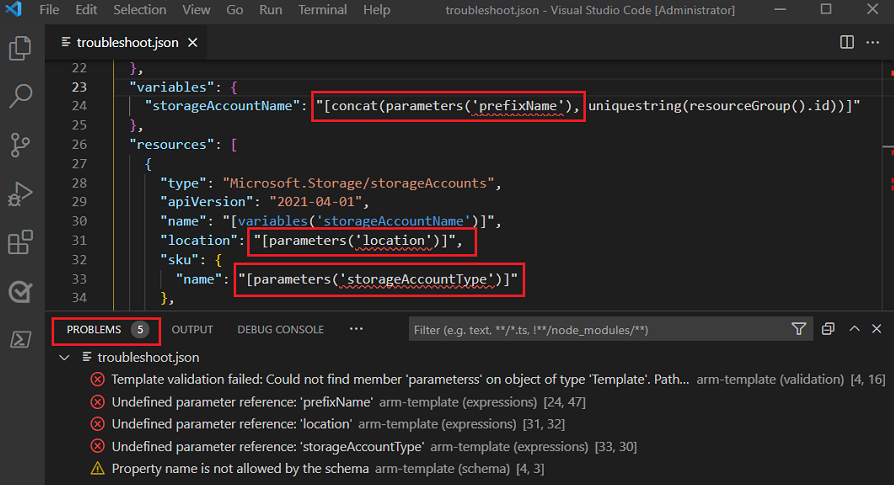 File Edit Selection View Go Run Terminal Help troubleshoot.json - Visual Studio Code [Administrator]
troubleshoot.json
22 },
23 "variables": {
24 "storageAccountName": "[concat(parameters('prefixName'), uniquestring(resourceGroup().id))]"
25 },
26 "resources": [
27 {
28 "type": "Microsoft.Storage/storageAccounts",
29 "apiVersion": "2021-04-01",
30 "name": "[variables('storageAccountName')]",
31 "location": "[parameters('location')]",
32 "sku": {
33 "name": "[parameters('storageAccountType')]"
34 },
PROBLEMS 5 OUTPUT DEBUG CONSOLE ··· Filter (e.g. text, **/*.ts, !**/node_modules/**)
troubleshoot.json
Template validation failed: Could not find member 'parameterss' on object of type 'Template'. Path... arm-template (validation) [4, 16]
Undefined parameter reference: 'prefixName' arm-template (expressions) [24, 47]
Undefined parameter reference: 'location' arm-template (expressions) [31, 32]
Undefined parameter reference: 'storageAccountType' arm-template (expressions) [33, 30]
Property name is not allowed by the schema arm-template (schema) [4, 3]